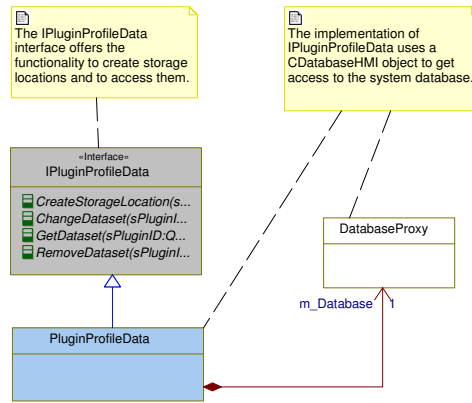 The IPluginProfileData
interface offers the
functionality to create storage
locations and to access them.
The implementation of
IPluginProfileData uses a
CDatabaseHMI object to get
access to the system database.
«Interface»
IPluginProfileData
CreateStorageLocation(s...
ChangeDataset(sPluginI...
GetDataset(sPluginID:Q...
RemoveDataset(sPluginI...
DatabaseProxy
m_Database 1
PluginProfileData